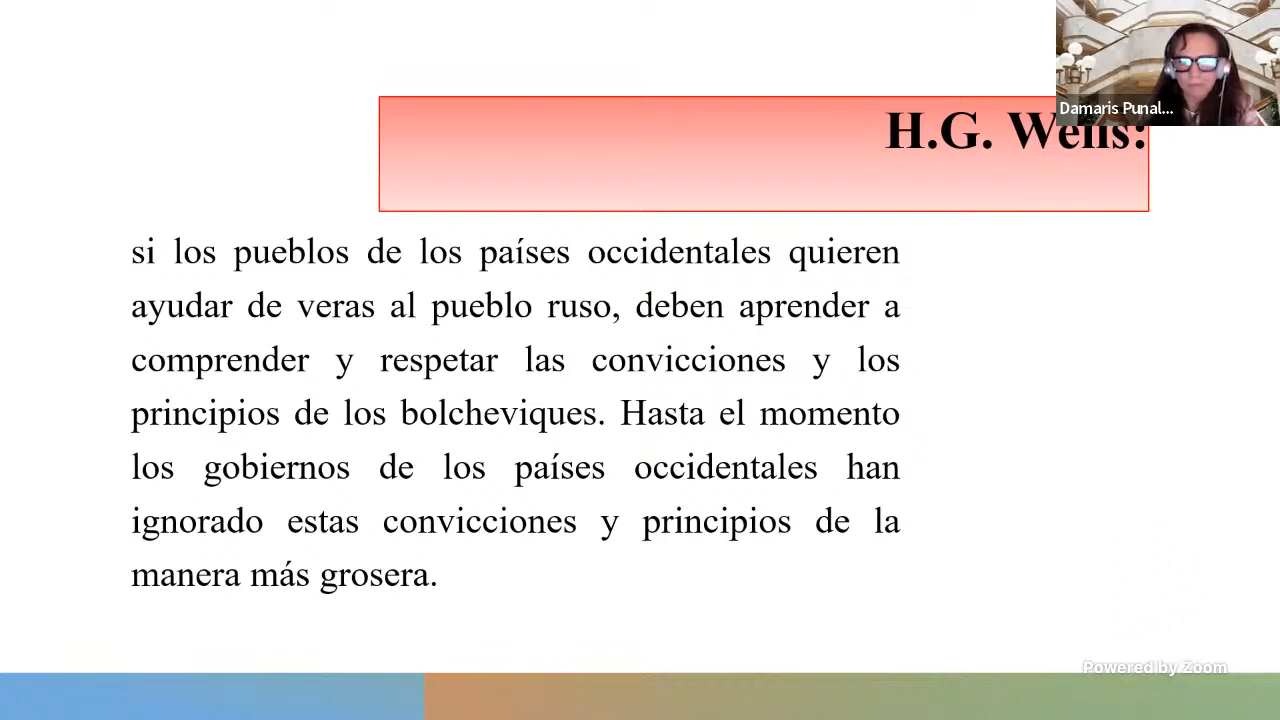 Damaris Punal...
H.G. Wells:
si los pueblos de los países occidentales quieren
ayudar de veras al pueblo ruso, deben aprender a
comprender y respetar las convicciones y los
principios de los bolcheviques. Hasta el momento
los gobiernos de los países occidentales han
ignorado estas convicciones y principios de la
manera más grosera.
Powered by Zoom